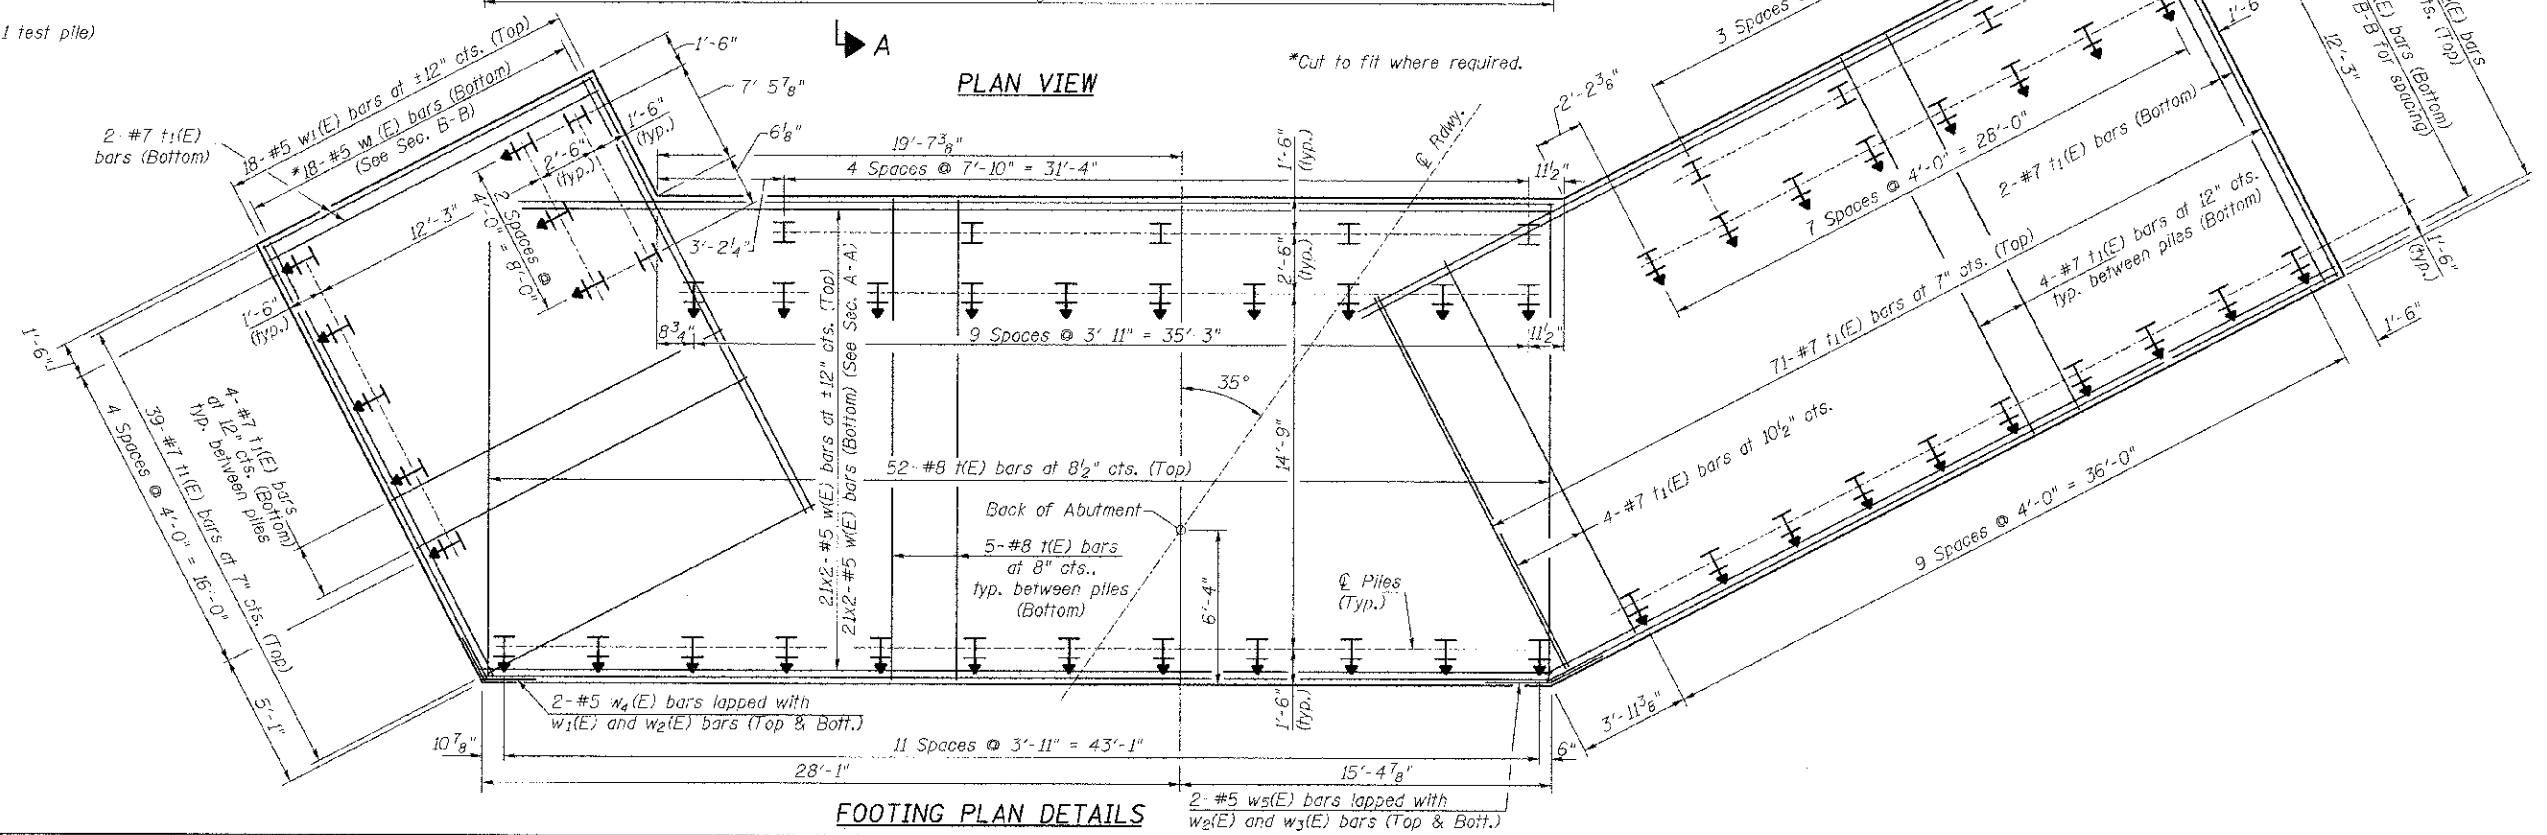 1 test pile)
A
PLAN VIEW
*Cut to fit where required.
18-#5 w1(E) bars at ±12" cts. (Top)
*18-#5 w1(E) bars (Bottom)
(See Sec. B-B)
2-#7 t1(E)
bars (Bottom)
1'-6"
7' 5 7/8"
1'-6"
(typ.)
6 1/8"
2'-6"
(typ.)
2 Spaces @
4'-0" = 8'-0"
12'-3"
1'-6"
(typ.)
1'-6"
19'-7 3/8"
4 Spaces @ 7'-10" = 31'-4"
11 1/2"
3'-2 1/4"
1'-6"
(typ.)
2'-6"
(typ.)
℄ Rdwy.
2'-2 3/8"
3 Spaces
7 Spaces @ 4'-0" = 28'-0"
2-#7 t1(E) bars (Bottom)
1'-6
12'-3"
(E) bars
ts. (Top)
E) bars (Bottom)
B-B for spacing)
1'-6"
(typ.)
1'-6"
8 3/4"
9 Spaces @ 3' 11" = 35' 3"
11 1/2"
21x2-#5 w(E) bars at ±12" cts. (Top)
21x2-#5 w(E) bars (Bottom) (See Sec. A-A)
35°
14'-9"
52-#8 t(E) bars at 8 1/2" cts. (Top)
Back of Abutment
5-#8 t(E) bars
at 8" cts.,
typ. between piles
(Bottom)
6'-4"
℄ Piles
(Typ.)
71-#7 t1(E) bars at 7" cts. (Top)
4-#7 t1(E) bars at 12" cts.
typ. between piles (Bottom)
4-#7 t1(E) bars at 10 1/2" cts.
9 Spaces @ 4'-0" = 36'-0"
3'-11 3/8"
4-#7 t1(E) bars
at 12" cts. (Bottom)
typ. between piles
39-#7 t1(E) bars at 7" cts. (Top)
4 Spaces @ 4'-0" = 16'-0"
5'-1"
2-#5 w4(E) bars lapped with
w1(E) and w2(E) bars (Top & Bott.)
1'-6"
(typ.)
10 7/8"
11 Spaces @ 3'-11" = 43'-1"
6"
28'-1"
15'-4 7/8"
FOOTING PLAN DETAILS
2-#5 w5(E) bars lapped with
w2(E) and w3(E) bars (Top & Bott.)